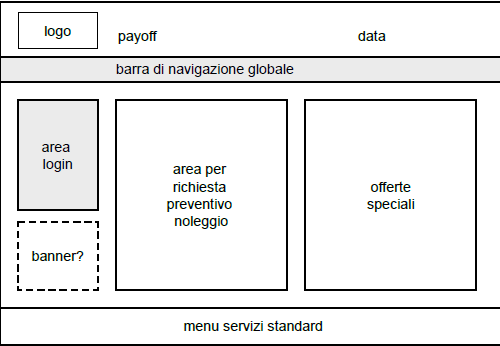 logo
payoff
data
barra di navigazione globale
area
login
area per
richiesta
preventivo
noleggio
offerte
speciali
banner?
menu servizi standard